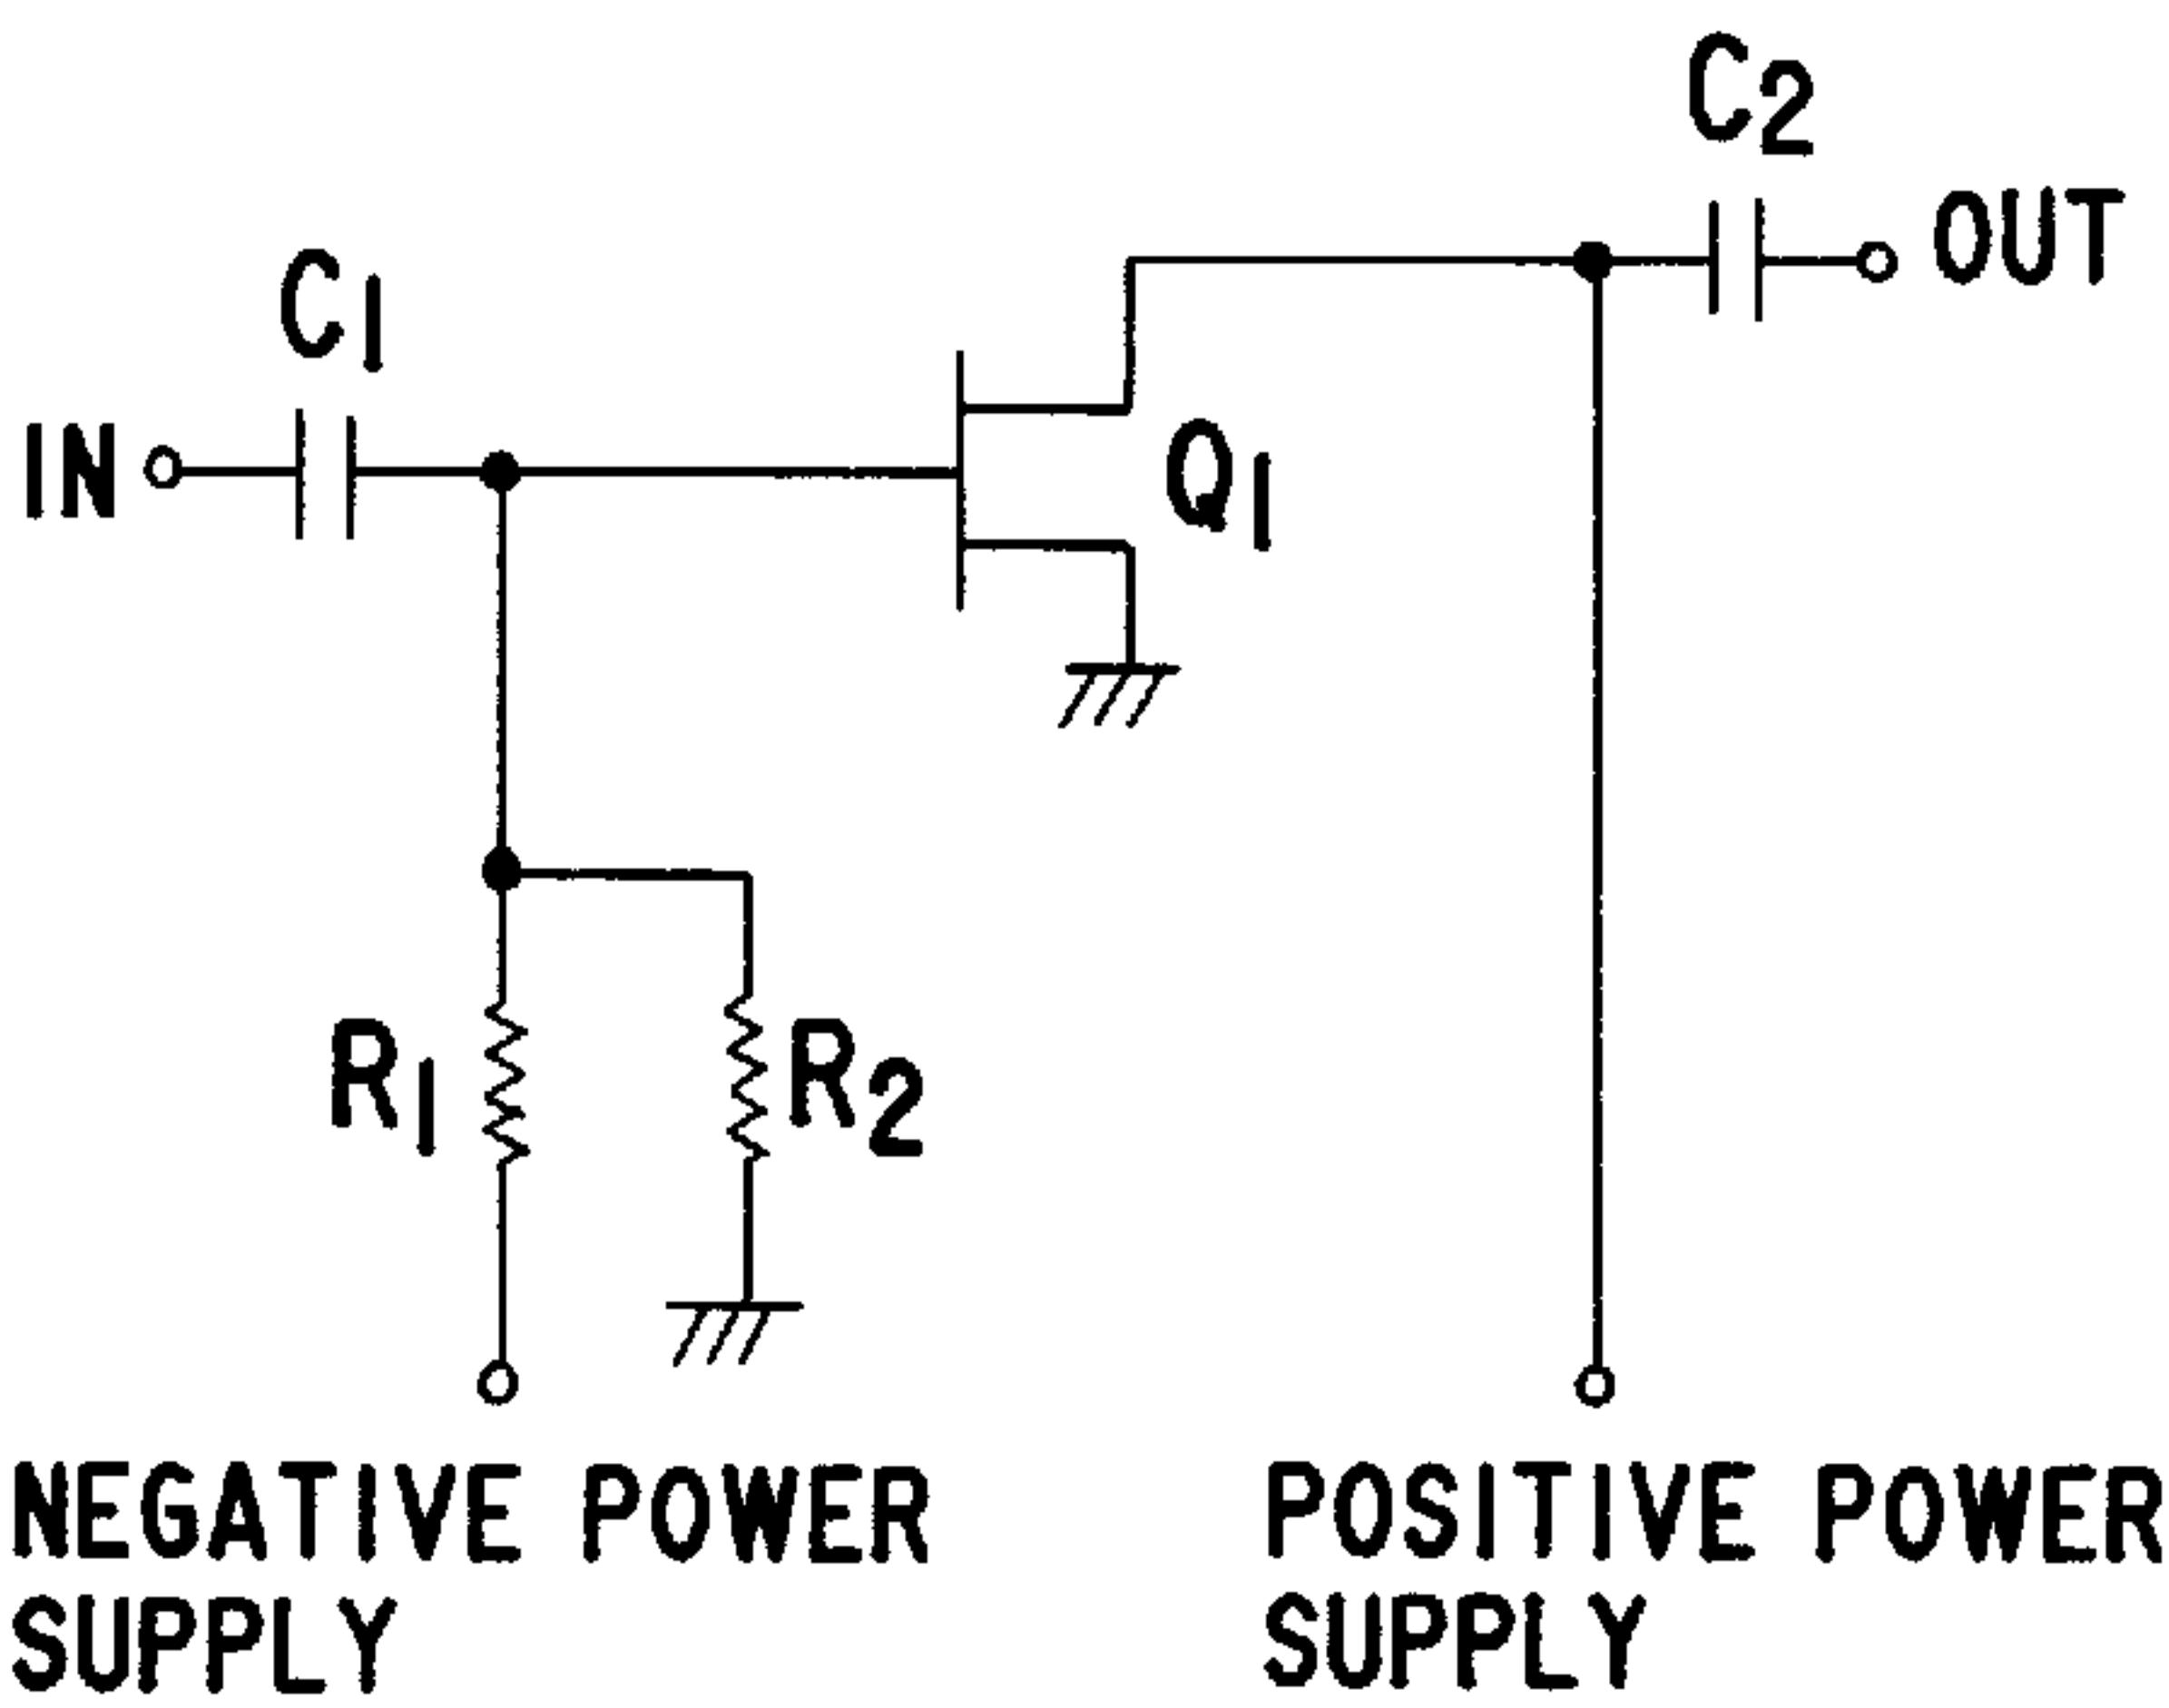 C2
OUT
C1
IN
Q1
R1
R2
NEGATIVE POWER
SUPPLY
POSITIVE POWER
SUPPLY